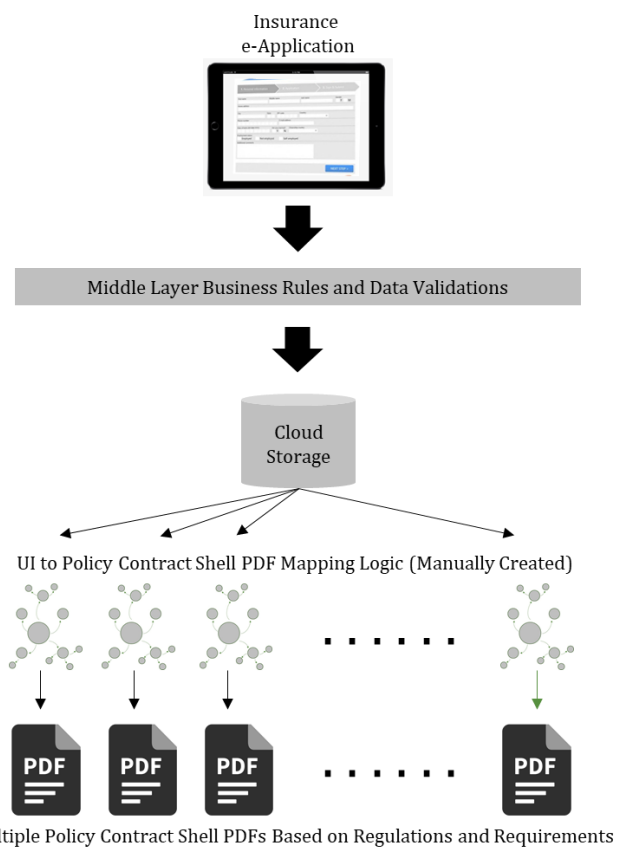 Insurance
e-Application
Middle Layer Business Rules and Data Validations
Cloud
Storage
UI to Policy Contract Shell PDF Mapping Logic (Manually Created)
PDF PDF PDF PDF
ltiple Policy Contract Shell PDFs Based on Regulations and Requirements